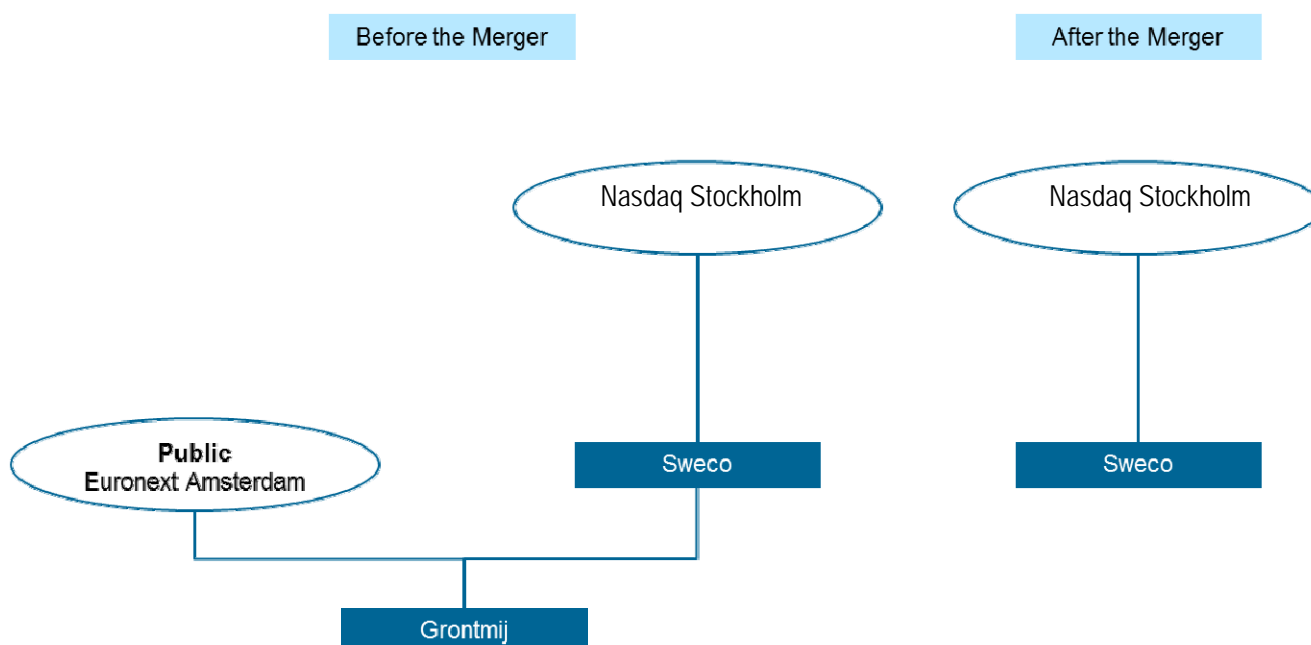 Before the Merger
After the Merger
Nasdaq Stockholm
Nasdaq Stockholm
Public
Euronext Amsterdam
Sweco
Sweco
Grontmij